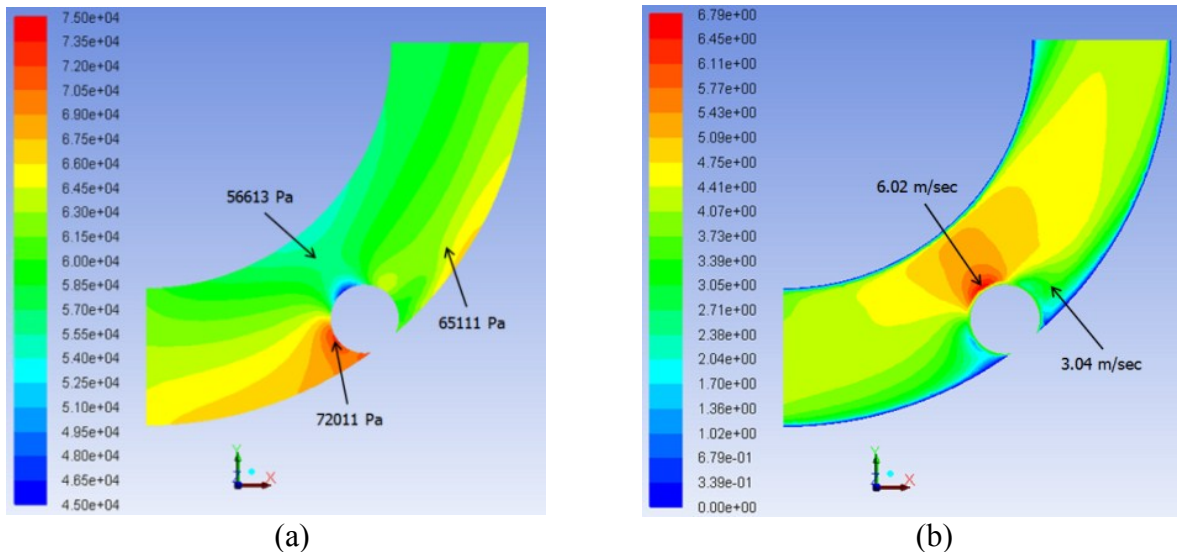 7.50e+04
7.35e+04
7.20e+04
7.05e+04
6.90e+04
6.75e+04
6.60e+04
6.45e+04
6.30e+04
6.15e+04
6.00e+04
5.85e+04
5.70e+04
5.55e+04
5.40e+04
5.25e+04
5.10e+04
4.95e+04
4.80e+04
4.65e+04
4.50e+04
56613 Pa
65111 Pa
72011 Pa
Y
Z
X
(a)
6.79e+00
6.45e+00
6.11e+00
5.77e+00
5.43e+00
5.09e+00
4.75e+00
4.41e+00
4.07e+00
3.73e+00
3.39e+00
3.05e+00
2.71e+00
2.38e+00
2.04e+00
1.70e+00
1.36e+00
1.02e+00
6.79e-01
3.39e-01
0.00e+00
6.02 m/sec
3.04 m/sec
Y
Z
X
(b)